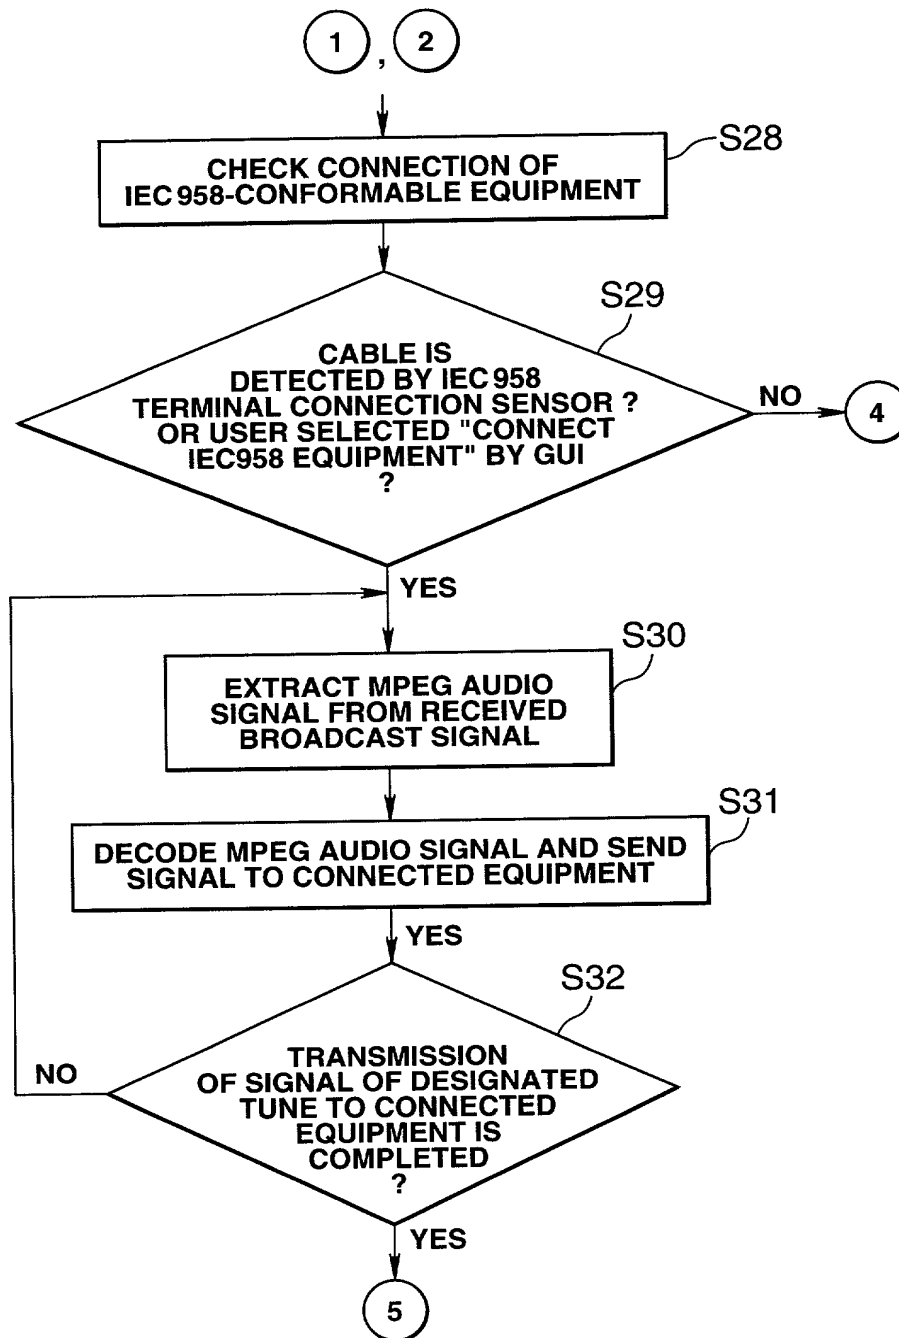 1 , 2
S28
CHECK CONNECTION OF
IEC 958-CONFORMABLE EQUIPMENT
S29
CABLE IS
DETECTED BY IEC 958
TERMINAL CONNECTION SENSOR ?
OR USER SELECTED "CONNECT
IEC958 EQUIPMENT" BY GUI
?
NO
4
YES
S30
EXTRACT MPEG AUDIO
SIGNAL FROM RECEIVED
BROADCAST SIGNAL
S31
DECODE MPEG AUDIO SIGNAL AND SEND
SIGNAL TO CONNECTED EQUIPMENT
YES
S32
NO
TRANSMISSION
OF SIGNAL OF DESIGNATED
TUNE TO CONNECTED
EQUIPMENT IS
COMPLETED
?
YES
5